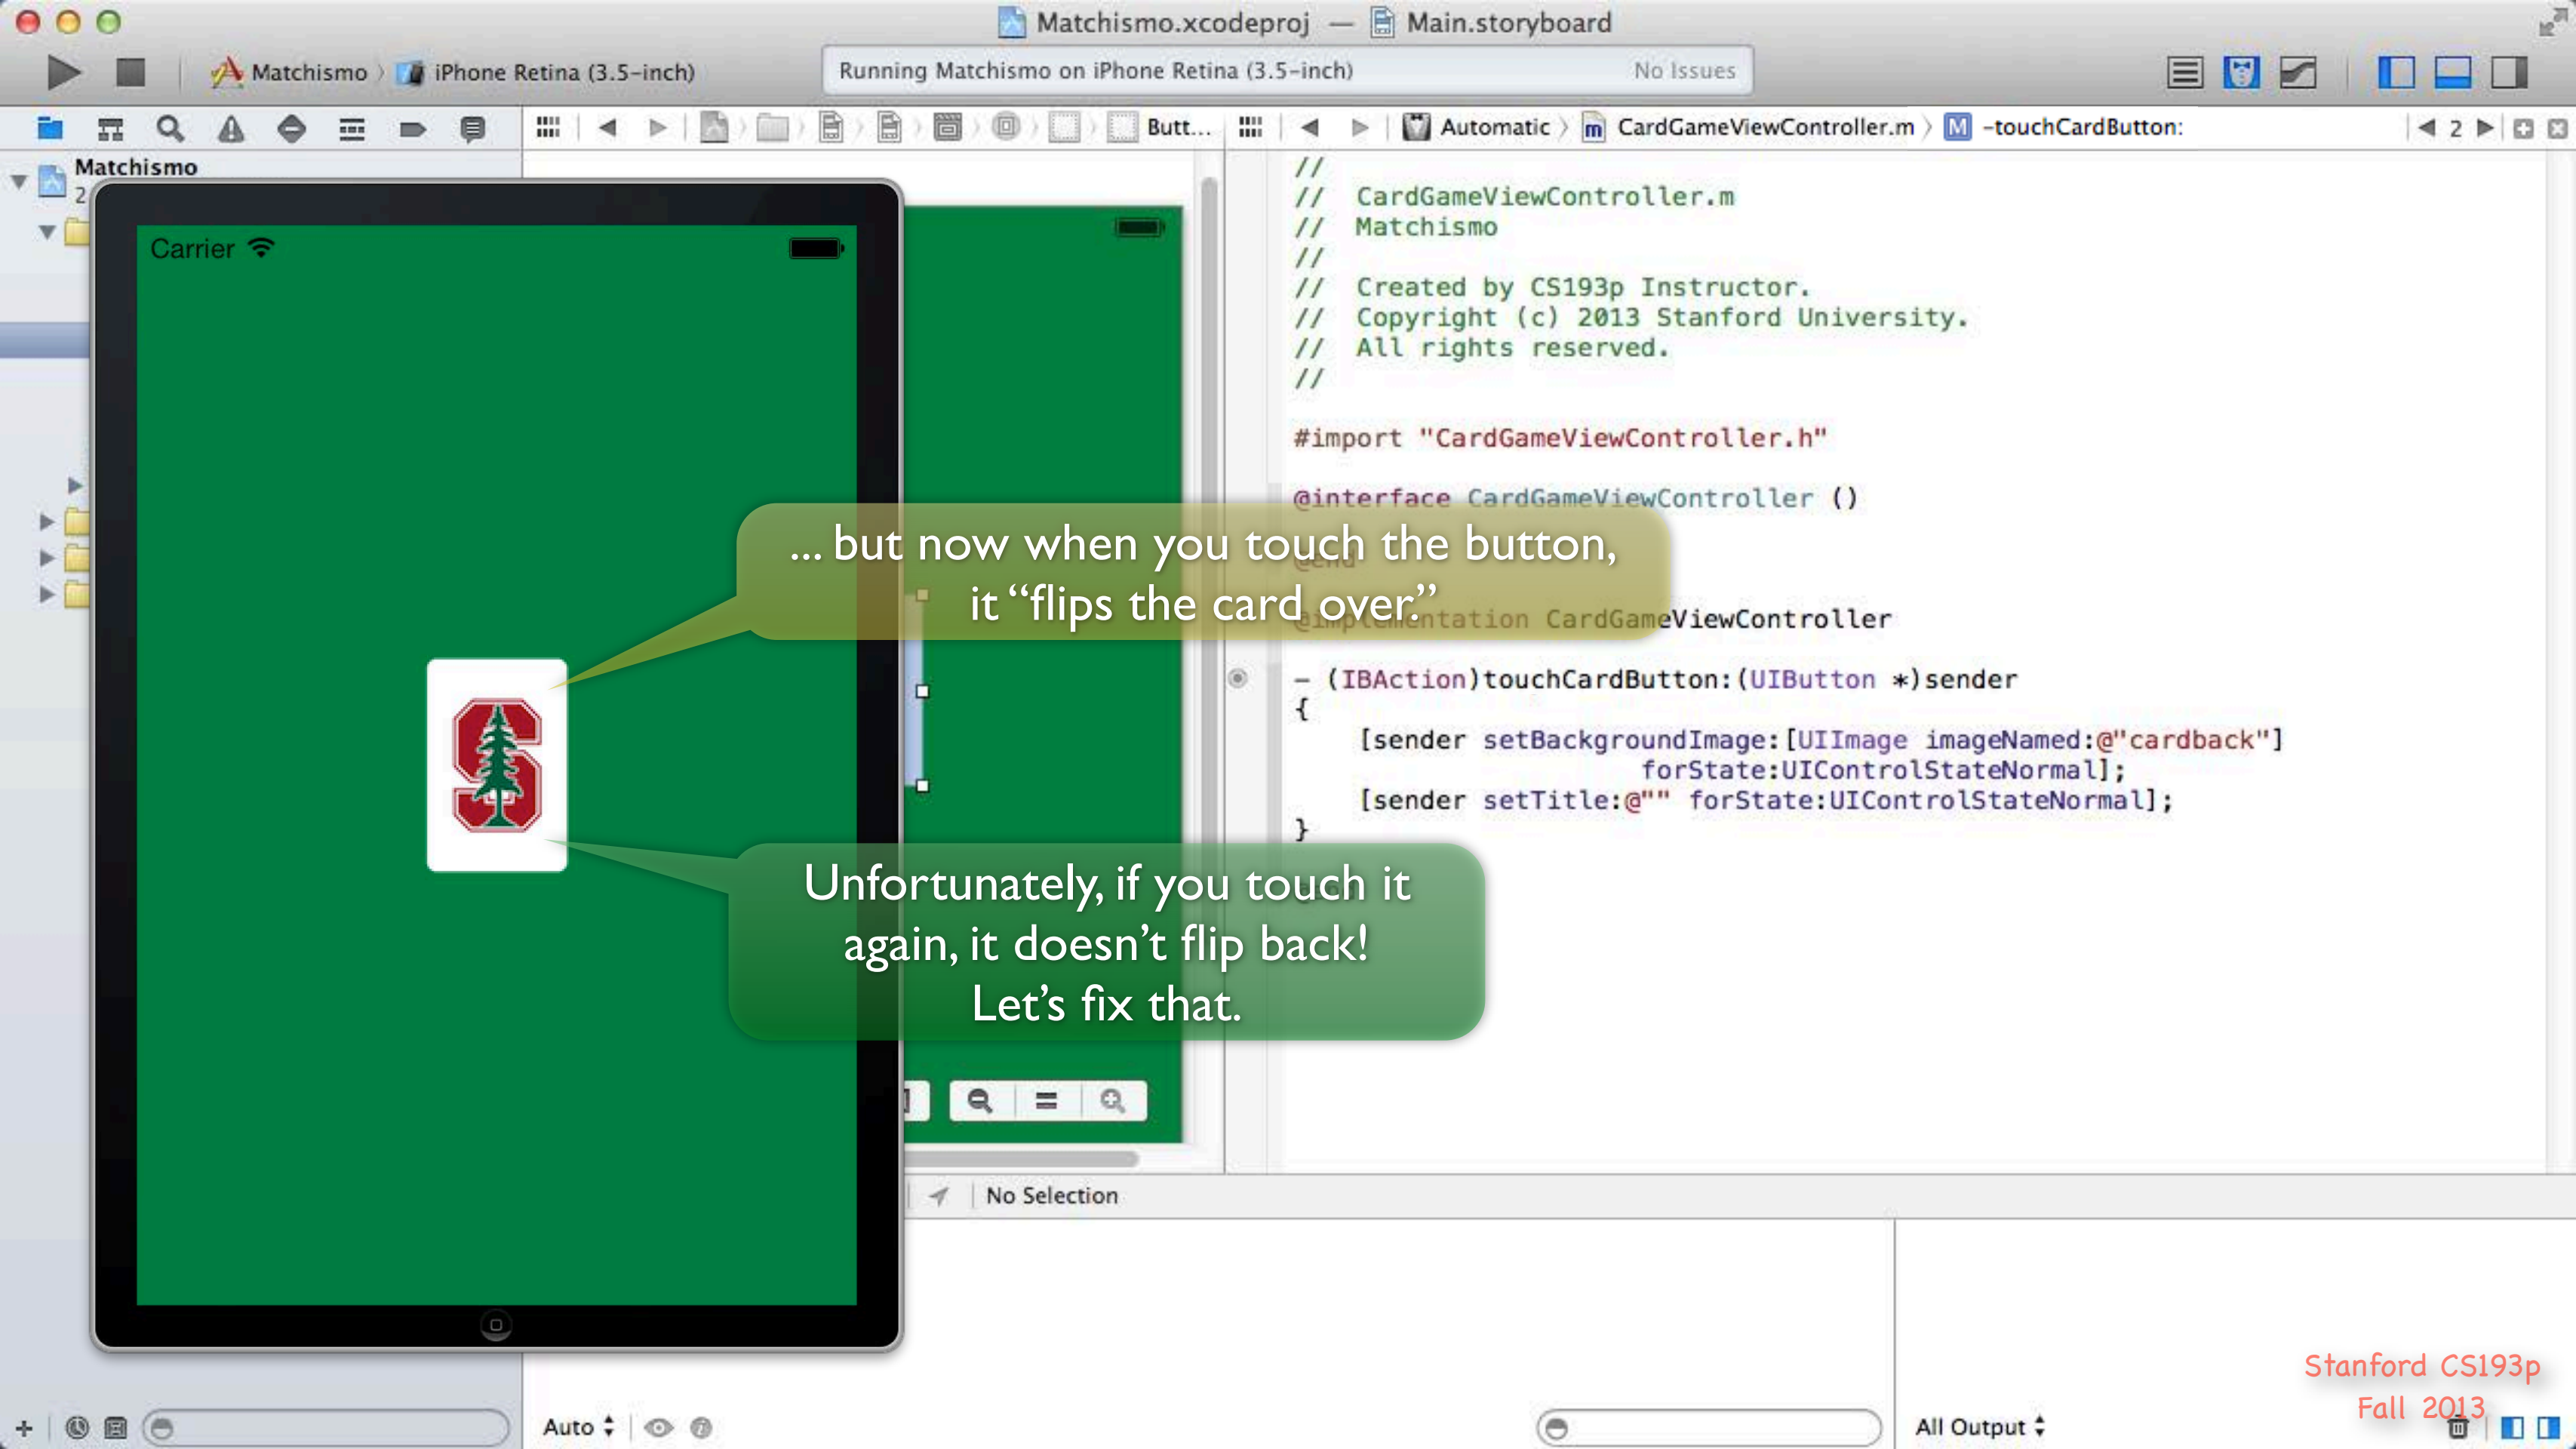 Matchismo.xcodeproj — Main.storyboard
Matchismo
iPhone Retina (3.5-inch)
Running Matchismo on iPhone Retina (3.5-inch)
No Issues
Butt...
Automatic
CardGameViewController.m
M
-touchCardButton:
2
Matchismo
2
Carrier
//
// CardGameViewController.m
// Matchismo
//
// Created by CS193p Instructor.
// Copyright (c) 2013 Stanford University.
// All rights reserved.
//
#import "CardGameViewController.h"
@interface CardGameViewController ()
@end
@implementation CardGameViewController
- (IBAction)touchCardButton:(UIButton *)sender
{
[sender setBackgroundImage:[UIImage imageNamed:@"cardback"]
forState:UIControlStateNormal];
[sender setTitle:@"" forState:UIControlStateNormal];
}
... but now when you touch the button,
it “flips the card over.”
Unfortunately, if you touch it
again, it doesn’t flip back!
Let’s fix that.
No Selection
Auto
All Output
Stanford CS193p
Fall 2013